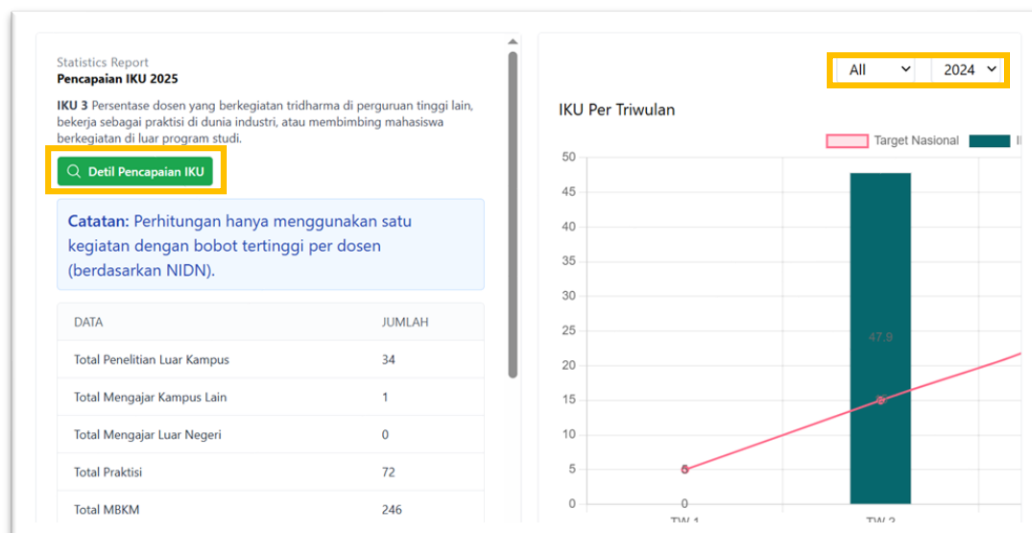 Statistics Report
Pencapaian IKU 2025
IKU 3 Persentase dosen yang berkegiatan tridharma di perguruan tinggi lain,
bekerja sebagai praktisi di dunia industri, atau membimbing mahasiswa
berkegiatan di luar program studi.
Detil Pencapaian IKU
Catatan: Perhitungan hanya menggunakan satu
kegiatan dengan bobot tertinggi per dosen
(berdasarkan NIDN).
DATA JUMLAH
Total Penelitian Luar Kampus 34
Total Mengajar Kampus Lain 1
Total Mengajar Luar Negeri 0
Total Praktisi 72
Total MBKM 246
All 2024
IKU Per Triwulan
Target Nasional
50
45
40
35
30
25
47.9
20
15
10
5
0
0
TW 1 TW 2